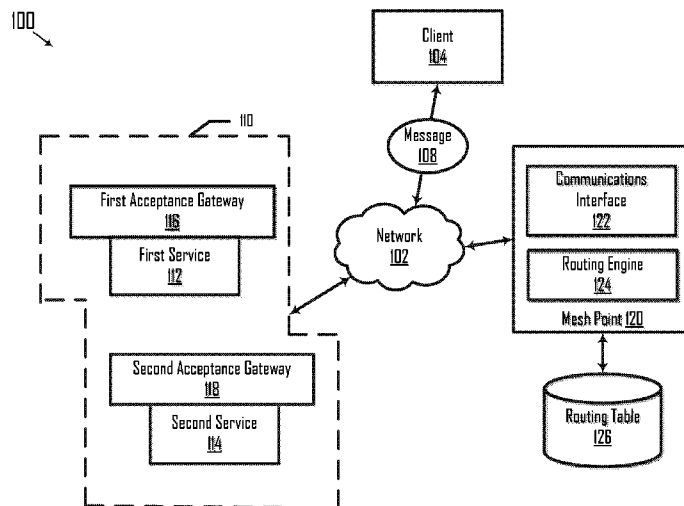 100
Client
104
110
Message
108
Communications
Interface
122
First Acceptance Gateway
116
First Service
112
Network
102
Routing Engine
124
Mesh Point 120
Second Acceptance Gateway
118
Second Service
114
Routing Table
126